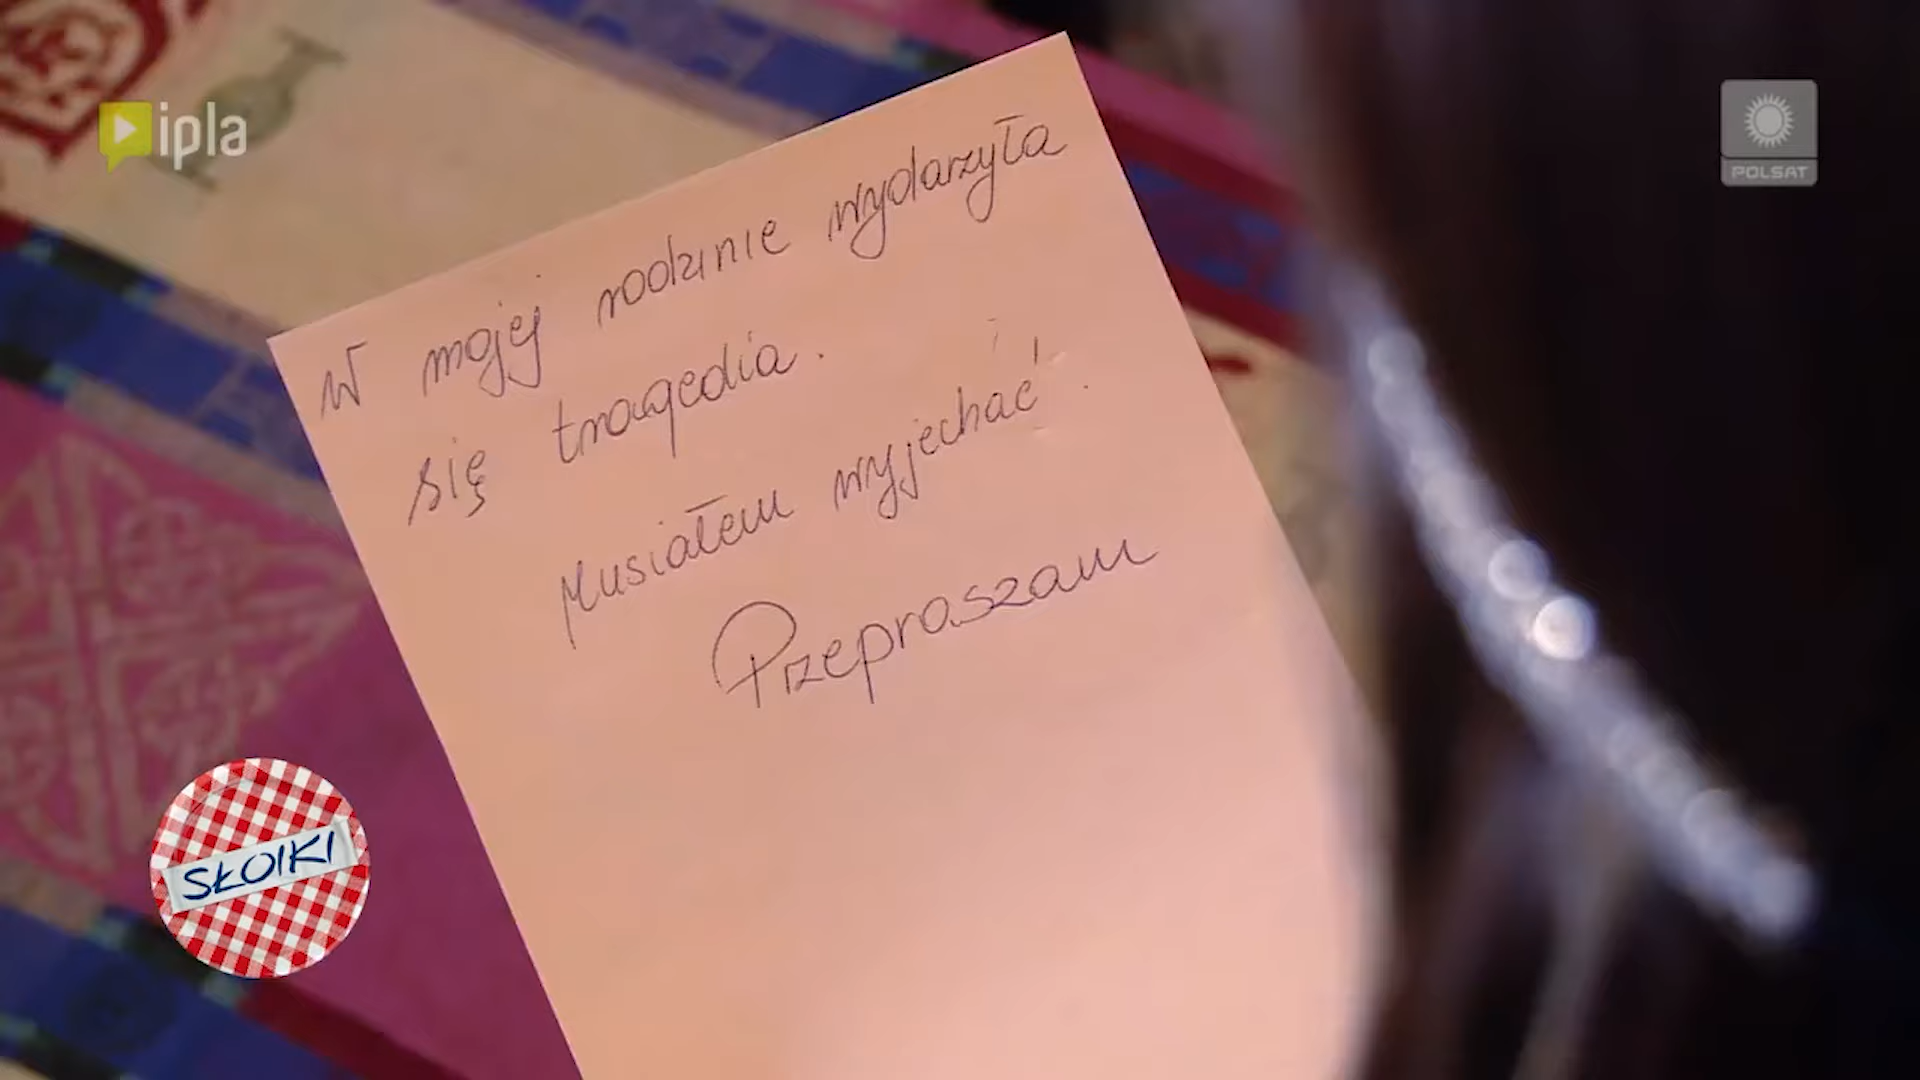 ipla
POLSAT
W mojej rodzinie wydarzyła
się tragedia.
Musiałem wyjechać.
Przepraszam
SŁOIKI